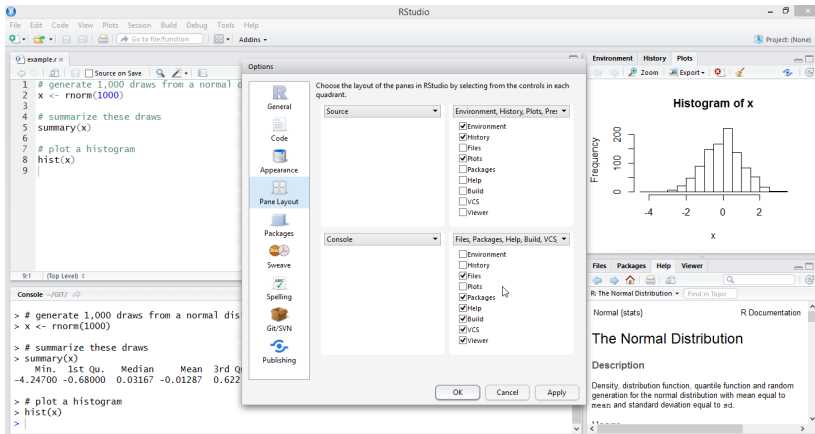 RStudio
File Edit Code View Plots Session Build Debug Tools Help
Go to file/function Addins Project: (None)
example.r
Source on Save
1 # generate 1,000 draws from a normal d
2 x <- rnorm(1000)
3
4 # summarize these draws
5 summary(x)
6
7 # plot a histogram
8 hist(x)
9
9:1 (Top Level)
Console ~/GIT/
> # generate 1,000 draws from a normal dis
> x <- rnorm(1000)
> # summarize these draws
> summary(x)
Min. 1st Qu. Median Mean 3rd Q
-4.24700 -0.68000 0.03167 -0.01287 0.622
> # plot a histogram
> hist(x)
>
Options
General
Code
Appearance
Pane Layout
Packages
Sweave
ABC
Spelling
Git/SVN
Publishing
Choose the layout of the panes in RStudio by selecting from the controls in each
quadrant.
Source
Environment, History, Plots, Pres
Environment
History
Files
Plots
Packages
Help
Build
VCS
Viewer
Console
Files, Packages, Help, Build, VCS,
Environment
History
Files
Plots
Packages
Help
Build
VCS
Viewer
OK Cancel Apply
Environment History Plots
Zoom Export
Histogram of x
Frequency
0 100 200
-4 -2 0 2
x
Files Packages Help Viewer
R: The Normal Distribution Find in Topic
Normal {stats} R Documentation
The Normal Distribution
Description
Density, distribution function, quantile function and random
generation for the normal distribution with mean equal to
mean and standard deviation equal to sd.